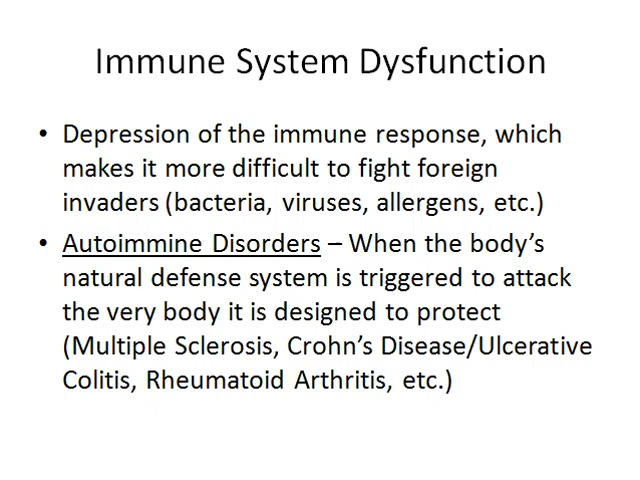 Immune System Dysfunction
• Depression of the immune response, which
makes it more difficult to fight foreign
invaders (bacteria, viruses, allergens, etc.)
• Autoimmine Disorders – When the body's
natural defense system is triggered to attack
the very body it is designed to protect
(Multiple Sclerosis, Crohn's Disease/Ulcerative
Colitis, Rheumatoid Arthritis, etc.)